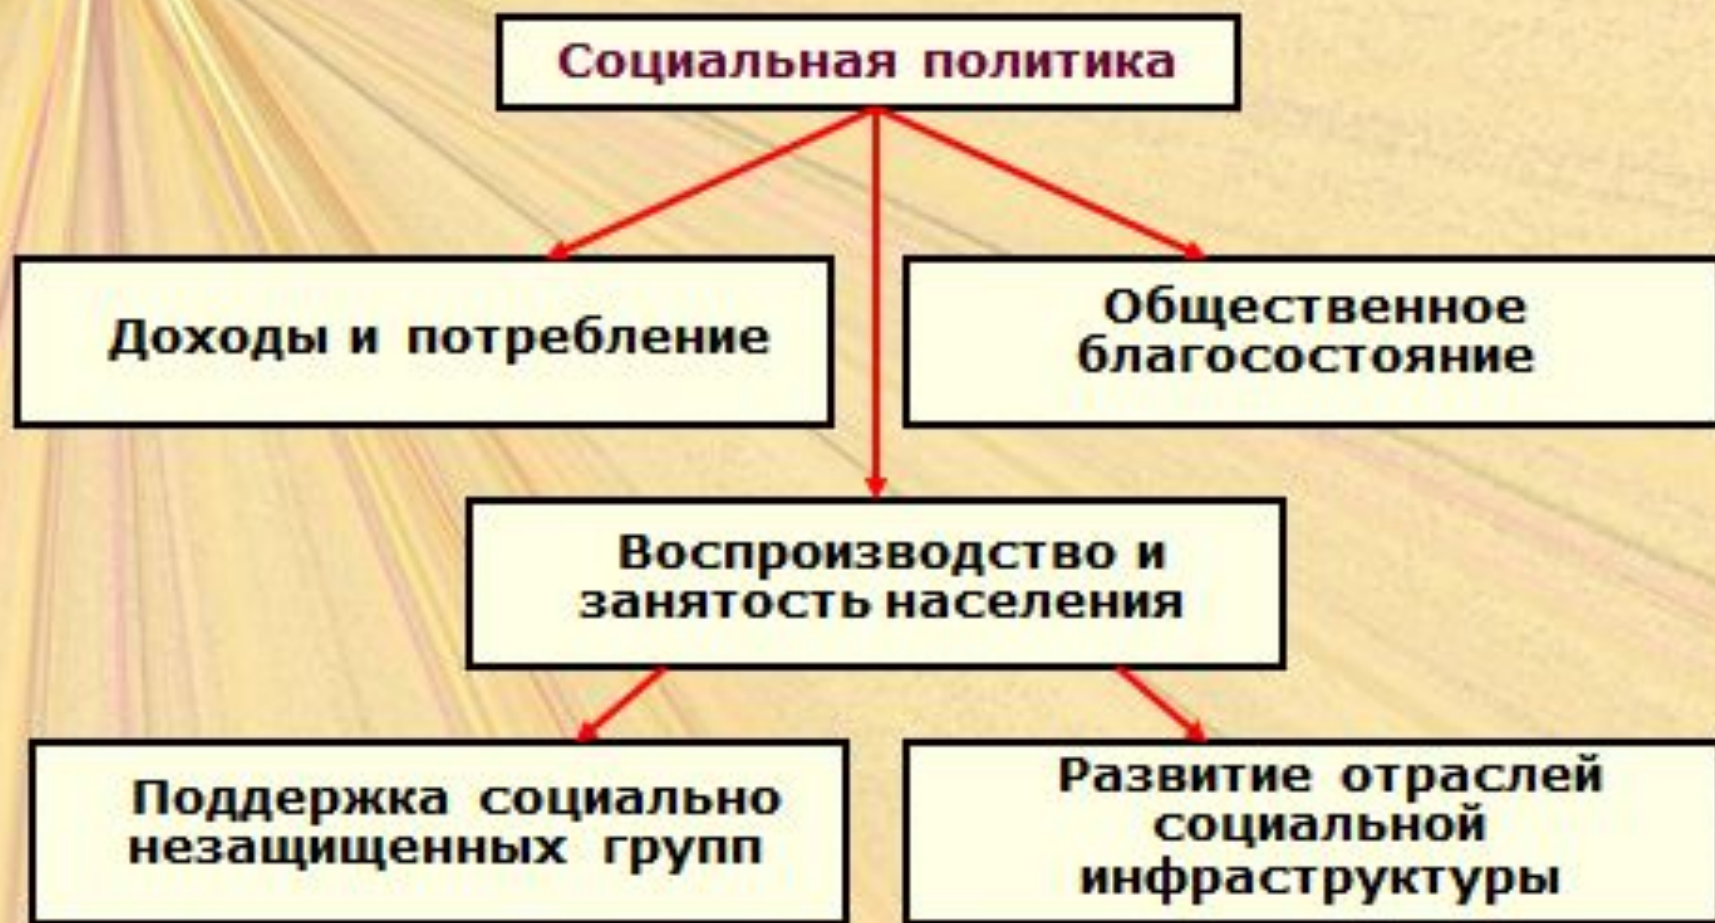 Социальная политика
Доходы и потребление
Общественное
благосостояние
Воспроизводство и
занятость населения
Поддержка социально
незащищенных групп
Развитие отраслей
социальной
инфраструктуры